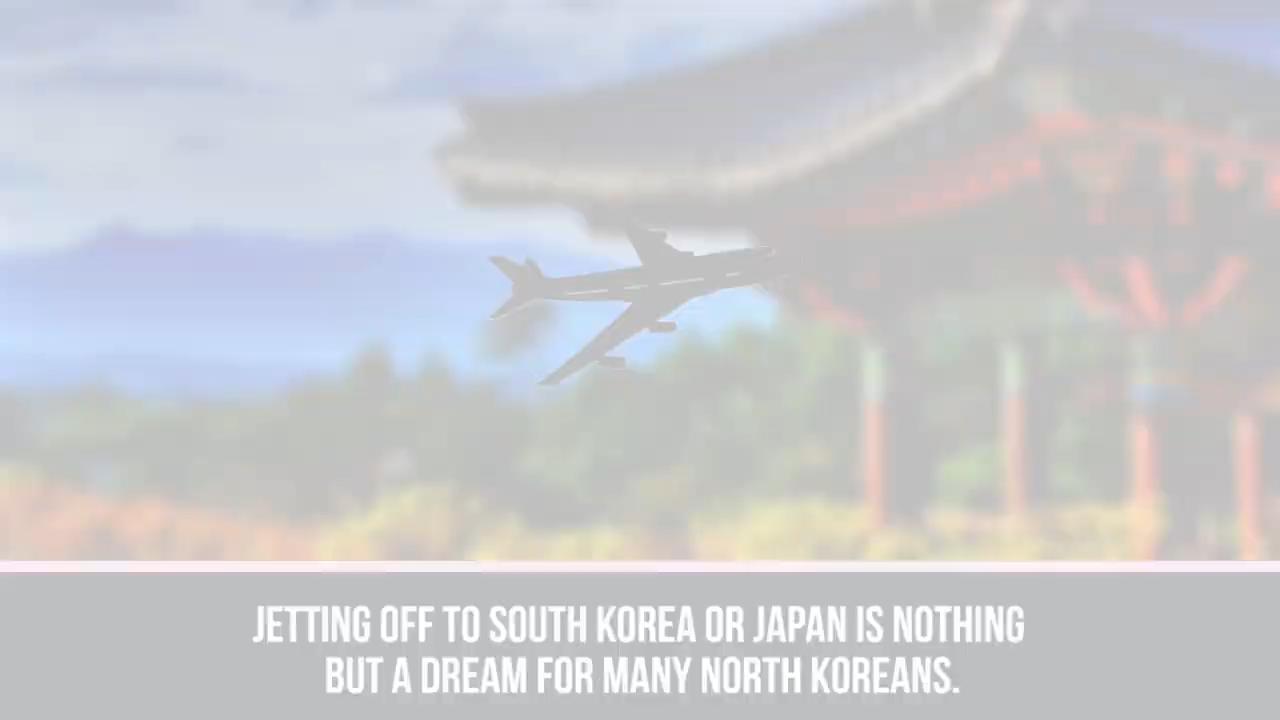 JETTING OFF TO SOUTH KOREA OR JAPAN IS NOTHING
BUT A DREAM FOR MANY NORTH KOREANS.